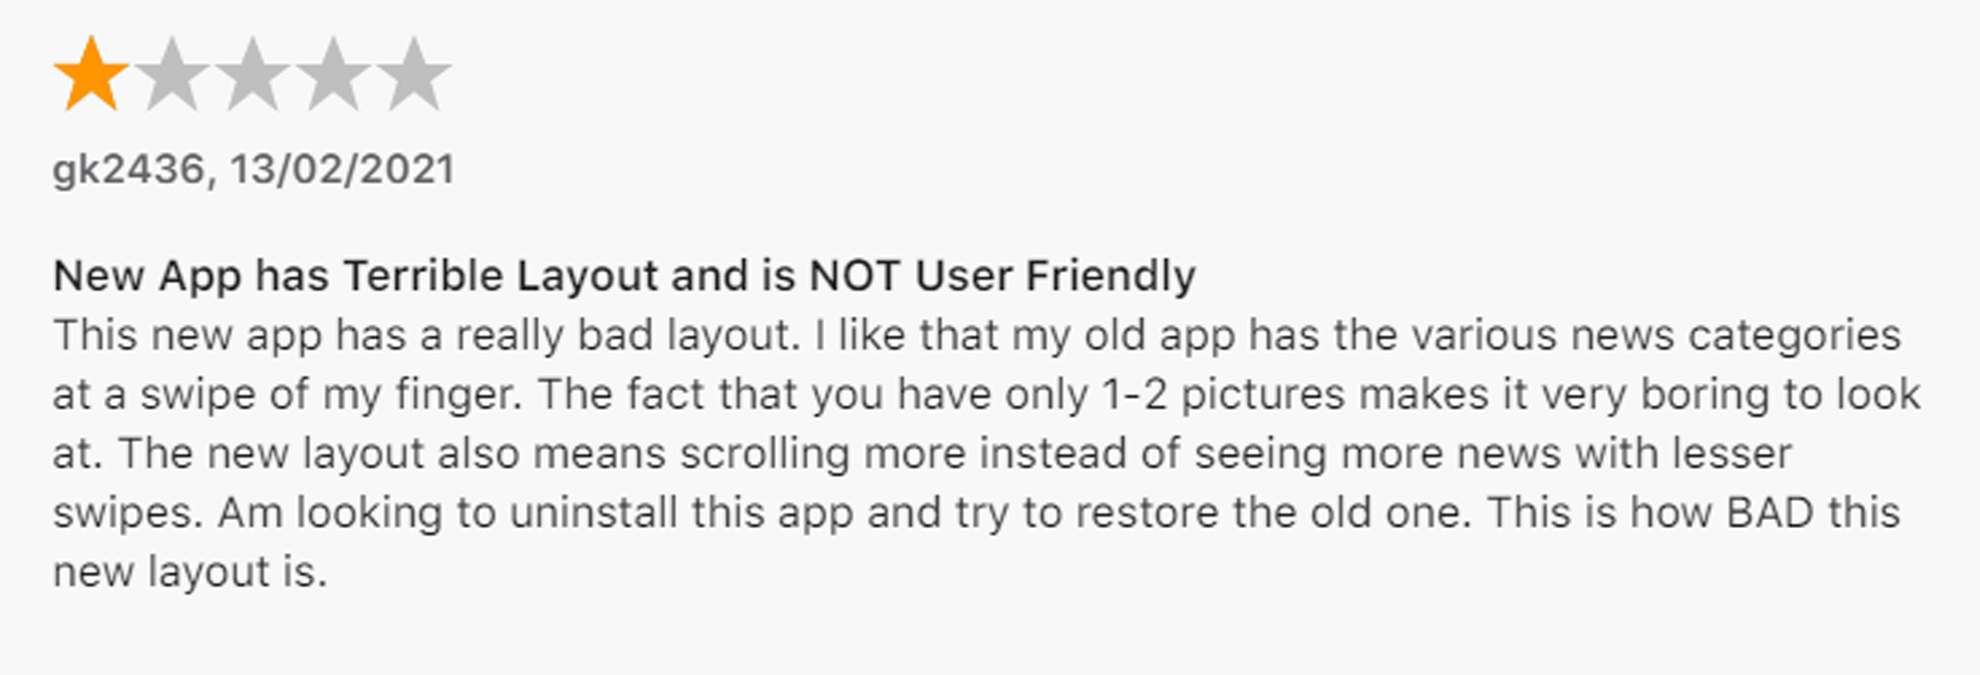 gk2436, 13/02/2021
New App has Terrible Layout and is NOT User Friendly
This new app has a really bad layout. I like that my old app has the various news categories
at a swipe of my finger. The fact that you have only 1-2 pictures makes it very boring to look
at. The new layout also means scrolling more instead of seeing more news with lesser
swipes. Am looking to uninstall this app and try to restore the old one. This is how BAD this
new layout is.